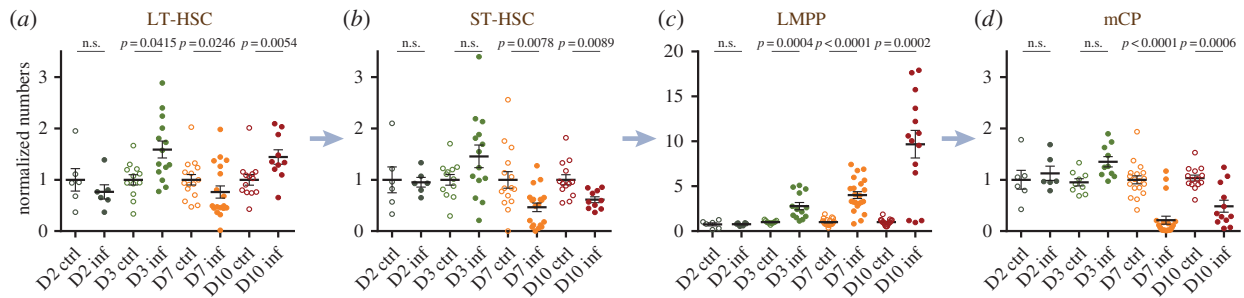 (a) LT-HSC
n.s. p = 0.0415 p = 0.0246 p = 0.0054
normalized numbers
3
2
1
0
D2 ctrl D2 inf D3 ctrl D3 inf D7 ctrl D7 inf D10 ctrl D10 inf
(b) ST-HSC
n.s. n.s. p = 0.0078 p = 0.0089
3
2
1
0
D2 ctrl D2 inf D3 ctrl D3 inf D7 ctrl D7 inf D10 ctrl D10 inf
(c) LMPP
n.s. p = 0.0004 p < 0.0001 p = 0.0002
20
15
10
5
0
D2 ctrl D2 inf D3 ctrl D3 inf D7 ctrl D7 inf D10 ctrl D10 inf
(d) mCP
n.s. n.s. p < 0.0001 p = 0.0006
3
2
1
0
D2 ctrl D2 inf D3 ctrl D3 inf D7 ctrl D7 inf D10 ctrl D10 inf